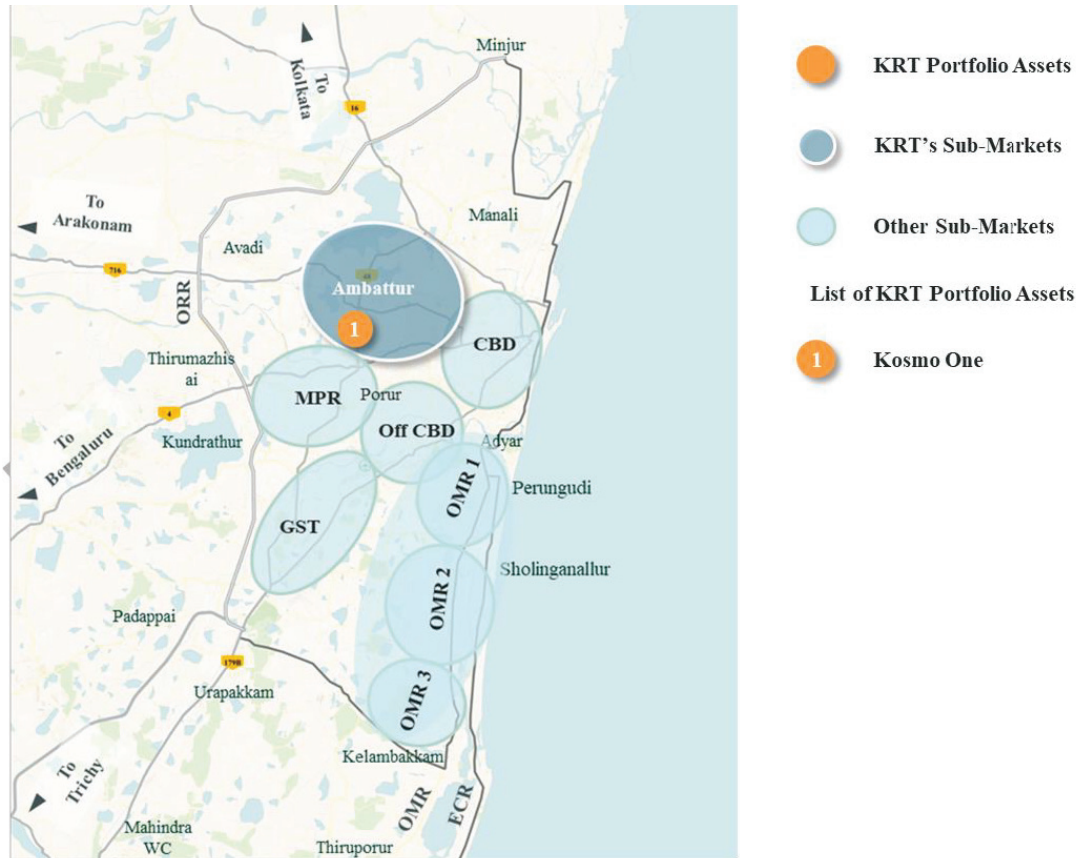 Minjur
To
Kolkata
16
To
Arakonam
Manali
Avadi
716
48
ORR
Ambattur
1
CBD
Thirumazhis
ai
MPR
Porur
Off CBD
4
Kundrathur
Adyar
To
Bengaluru
OMR 1
Perungudi
GST
Sholinganallur
OMR 2
Padappai
179B
Urapakkam
OMR 3
Kelambakkam
To
Trichy
OMR
ECR
Mahindra
WC
Thiruporur
KRT Portfolio Assets
KRT's Sub-Markets
Other Sub-Markets
List of KRT Portfolio Assets
1 Kosmo One